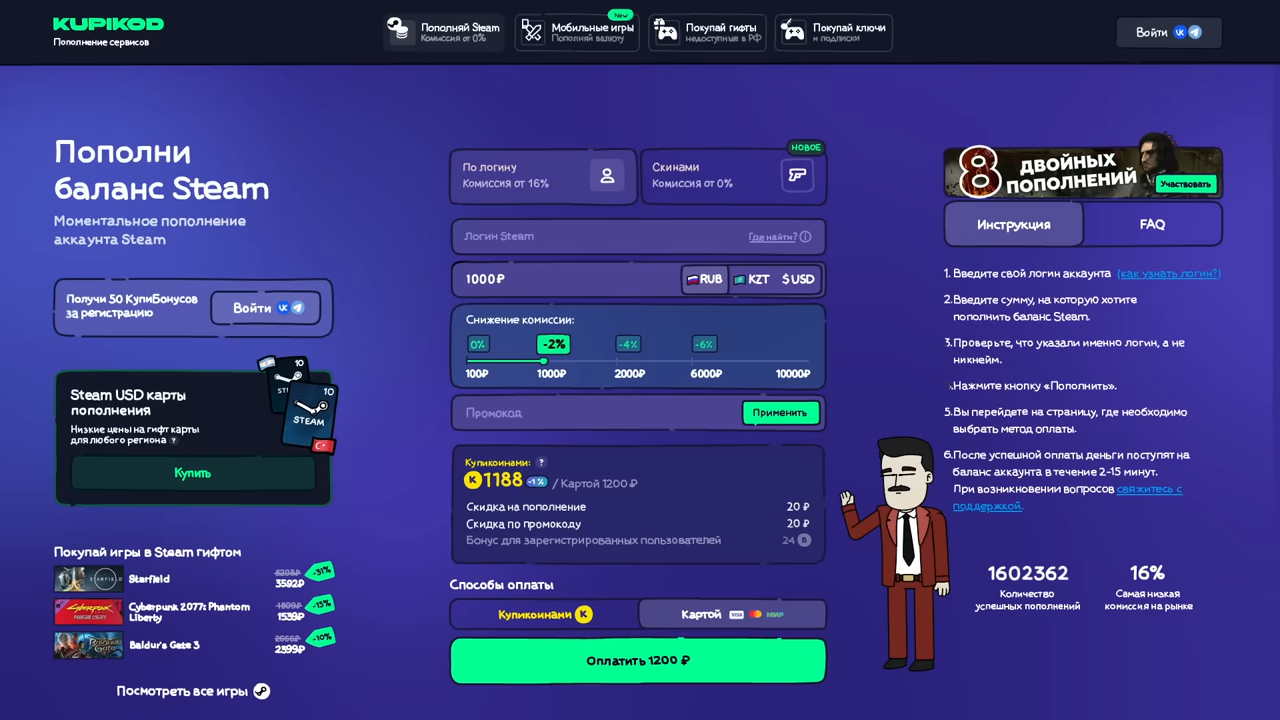 KUPIKOD
Пополнение сервисов
Пополняй Steam
Комиссия от 0%
New
Мобильные игры
Пополняй валюту
Покупай гифты
недоступные в РФ
Покупай ключи
и подписки
Войти
Пополни
баланс Steam
Моментальное пополнение
аккаунта Steam
Получи 50 КупиБонусов
за регистрацию
Войти
Steam USD карты
пополнения
Низкие цены на гифт карты
для любого региона ?
10
10
STEAM
Купить
Покупай игры в Steam гифтом
Starfield
3592₽
-31%
Cyberpunk 2077: Phantom
Liberty
1899₽
1539₽
-13%
Baldur's Gate 3
2666₽
2399₽
-10%
Посмотреть все игры
По логину
Комиссия от 16%
НОВОЕ
Скинами
Комиссия от 0%
Логин Steam
Где найти?
1000₽
RUB
KZT
$ USD
Снижение комиссии:
0% -2% -4% -6%
100₽ 1000₽ 2000₽ 6000₽ 10000₽
Промокод
Применить
Купикоинами: ?
K 1188 -1% / Картой 1200 ₽
Скидка на пополнение 20 ₽
Скидка по промокоду 20 ₽
Бонус для зарегистрированных пользователей 24
Способы оплаты
Купикоинами K
Картой VISA МИР
Оплатить 1200 ₽
8 ДВОЙНЫХ
ПОПОЛНЕНИЙ
Участвовать
Инструкция
FAQ
1. Введите свой логин аккаунта (как узнать логин?)
2. Введите сумму, на которую хотите
пополнить баланс Steam.
3. Проверьте, что указали именно логин, а не
никнейм.
Нажмите кнопку «Пополнить».
5. Вы перейдете на страницу, где необходимо
выбрать метод оплаты.
6. После успешной оплаты деньги поступят на
баланс аккаунта в течение 2-15 минут.
При возникновении вопросов свяжитесь с
поддержкой.
1602362
Количество
успешных пополнений
16%
Самая низкая
комиссия на рынке